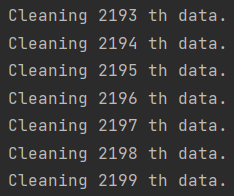 Cleaning 2193 th data.
Cleaning 2194 th data.
Cleaning 2195 th data.
Cleaning 2196 th data.
Cleaning 2197 th data.
Cleaning 2198 th data.
Cleaning 2199 th data.